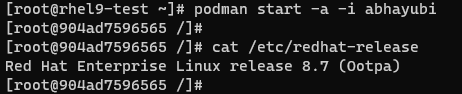 [root@rhel9-test ~]# podman start -a -i abhayubi
[root@904ad7596565 /]#
[root@904ad7596565 /]# cat /etc/redhat-release
Red Hat Enterprise Linux release 8.7 (Ootpa)
[root@904ad7596565 /]#